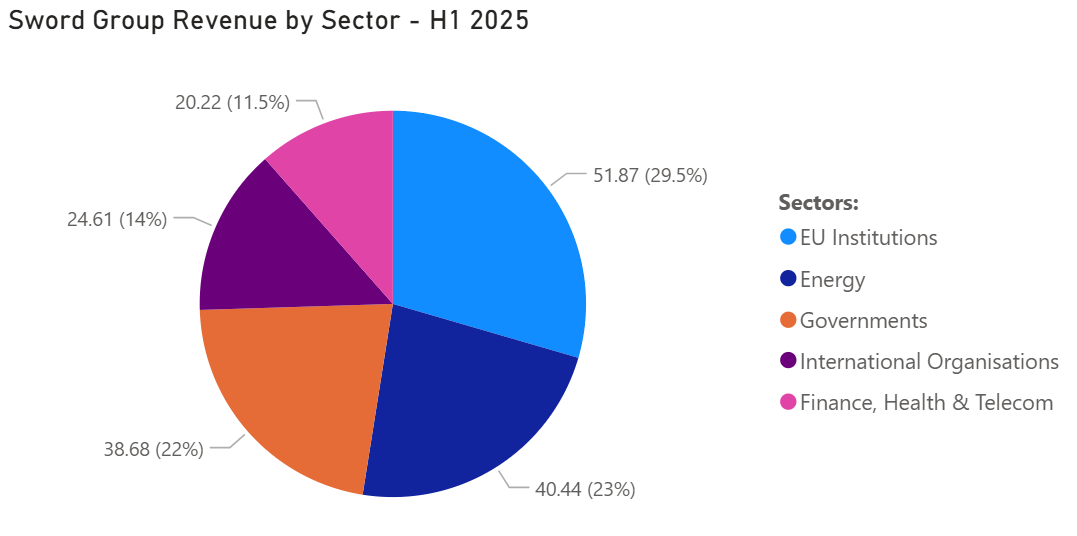 Sword Group Revenue by Sector - H1 2025
20.22 (11.5%)
51.87 (29.5%)
24.61 (14%)
38.68 (22%)
40.44 (23%)
Sectors:
EU Institutions
Energy
Governments
International Organisations
Finance, Health & Telecom